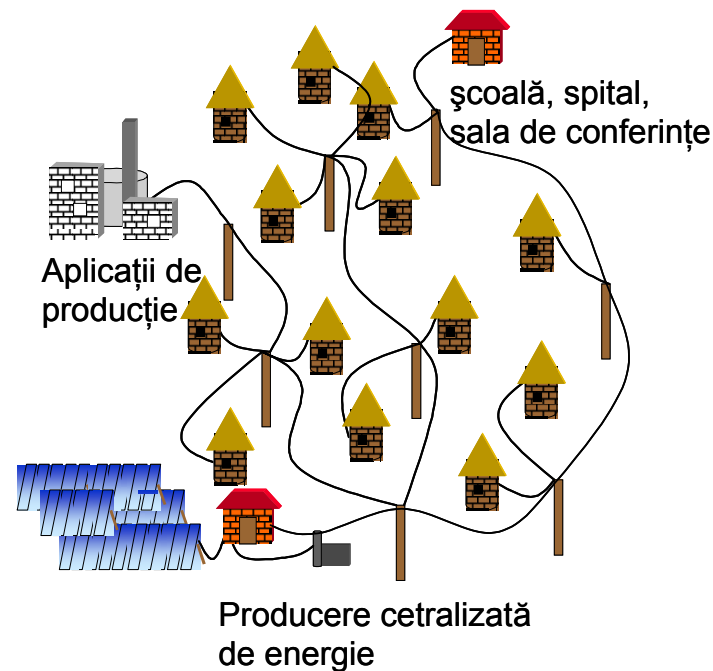 şcoală, spital,
sala de conferințe
Aplicații de
producție
Producere cetralizată
de energie